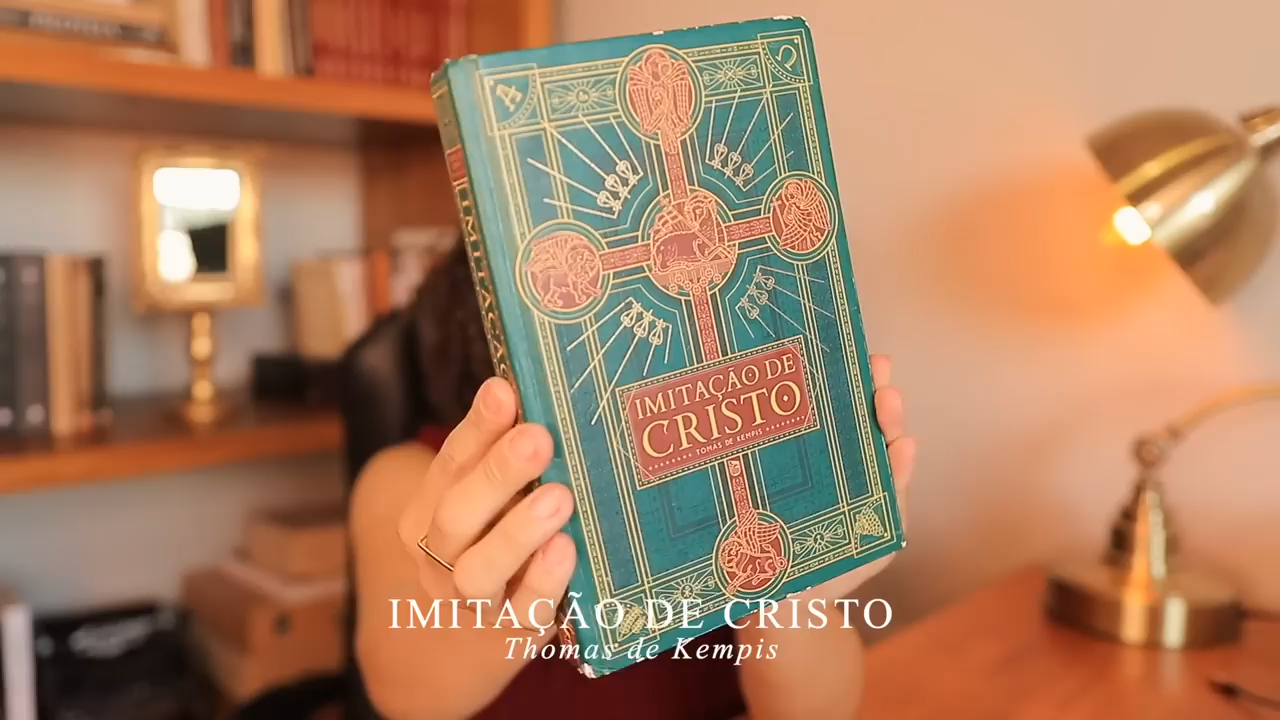 IMITAÇÃO DE
CRISTO
TOMÁS DE KEMPIS
IMITAÇÃO DE CRISTO
Thomas de Kempis